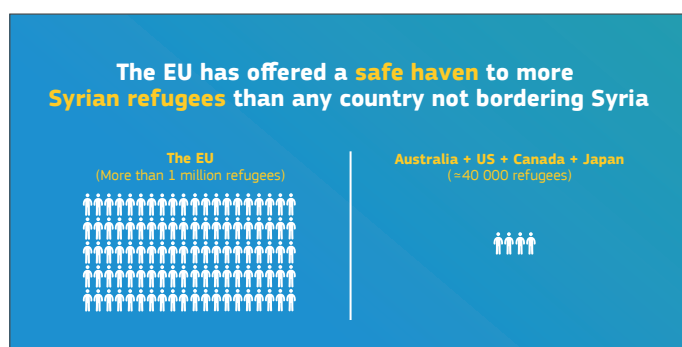 The EU has offered a safe haven to more
Syrian refugees than any country not bordering Syria
The EU
(More than 1 million refugees)
Australia + US + Canada + Japan
(≃40 000 refugees)